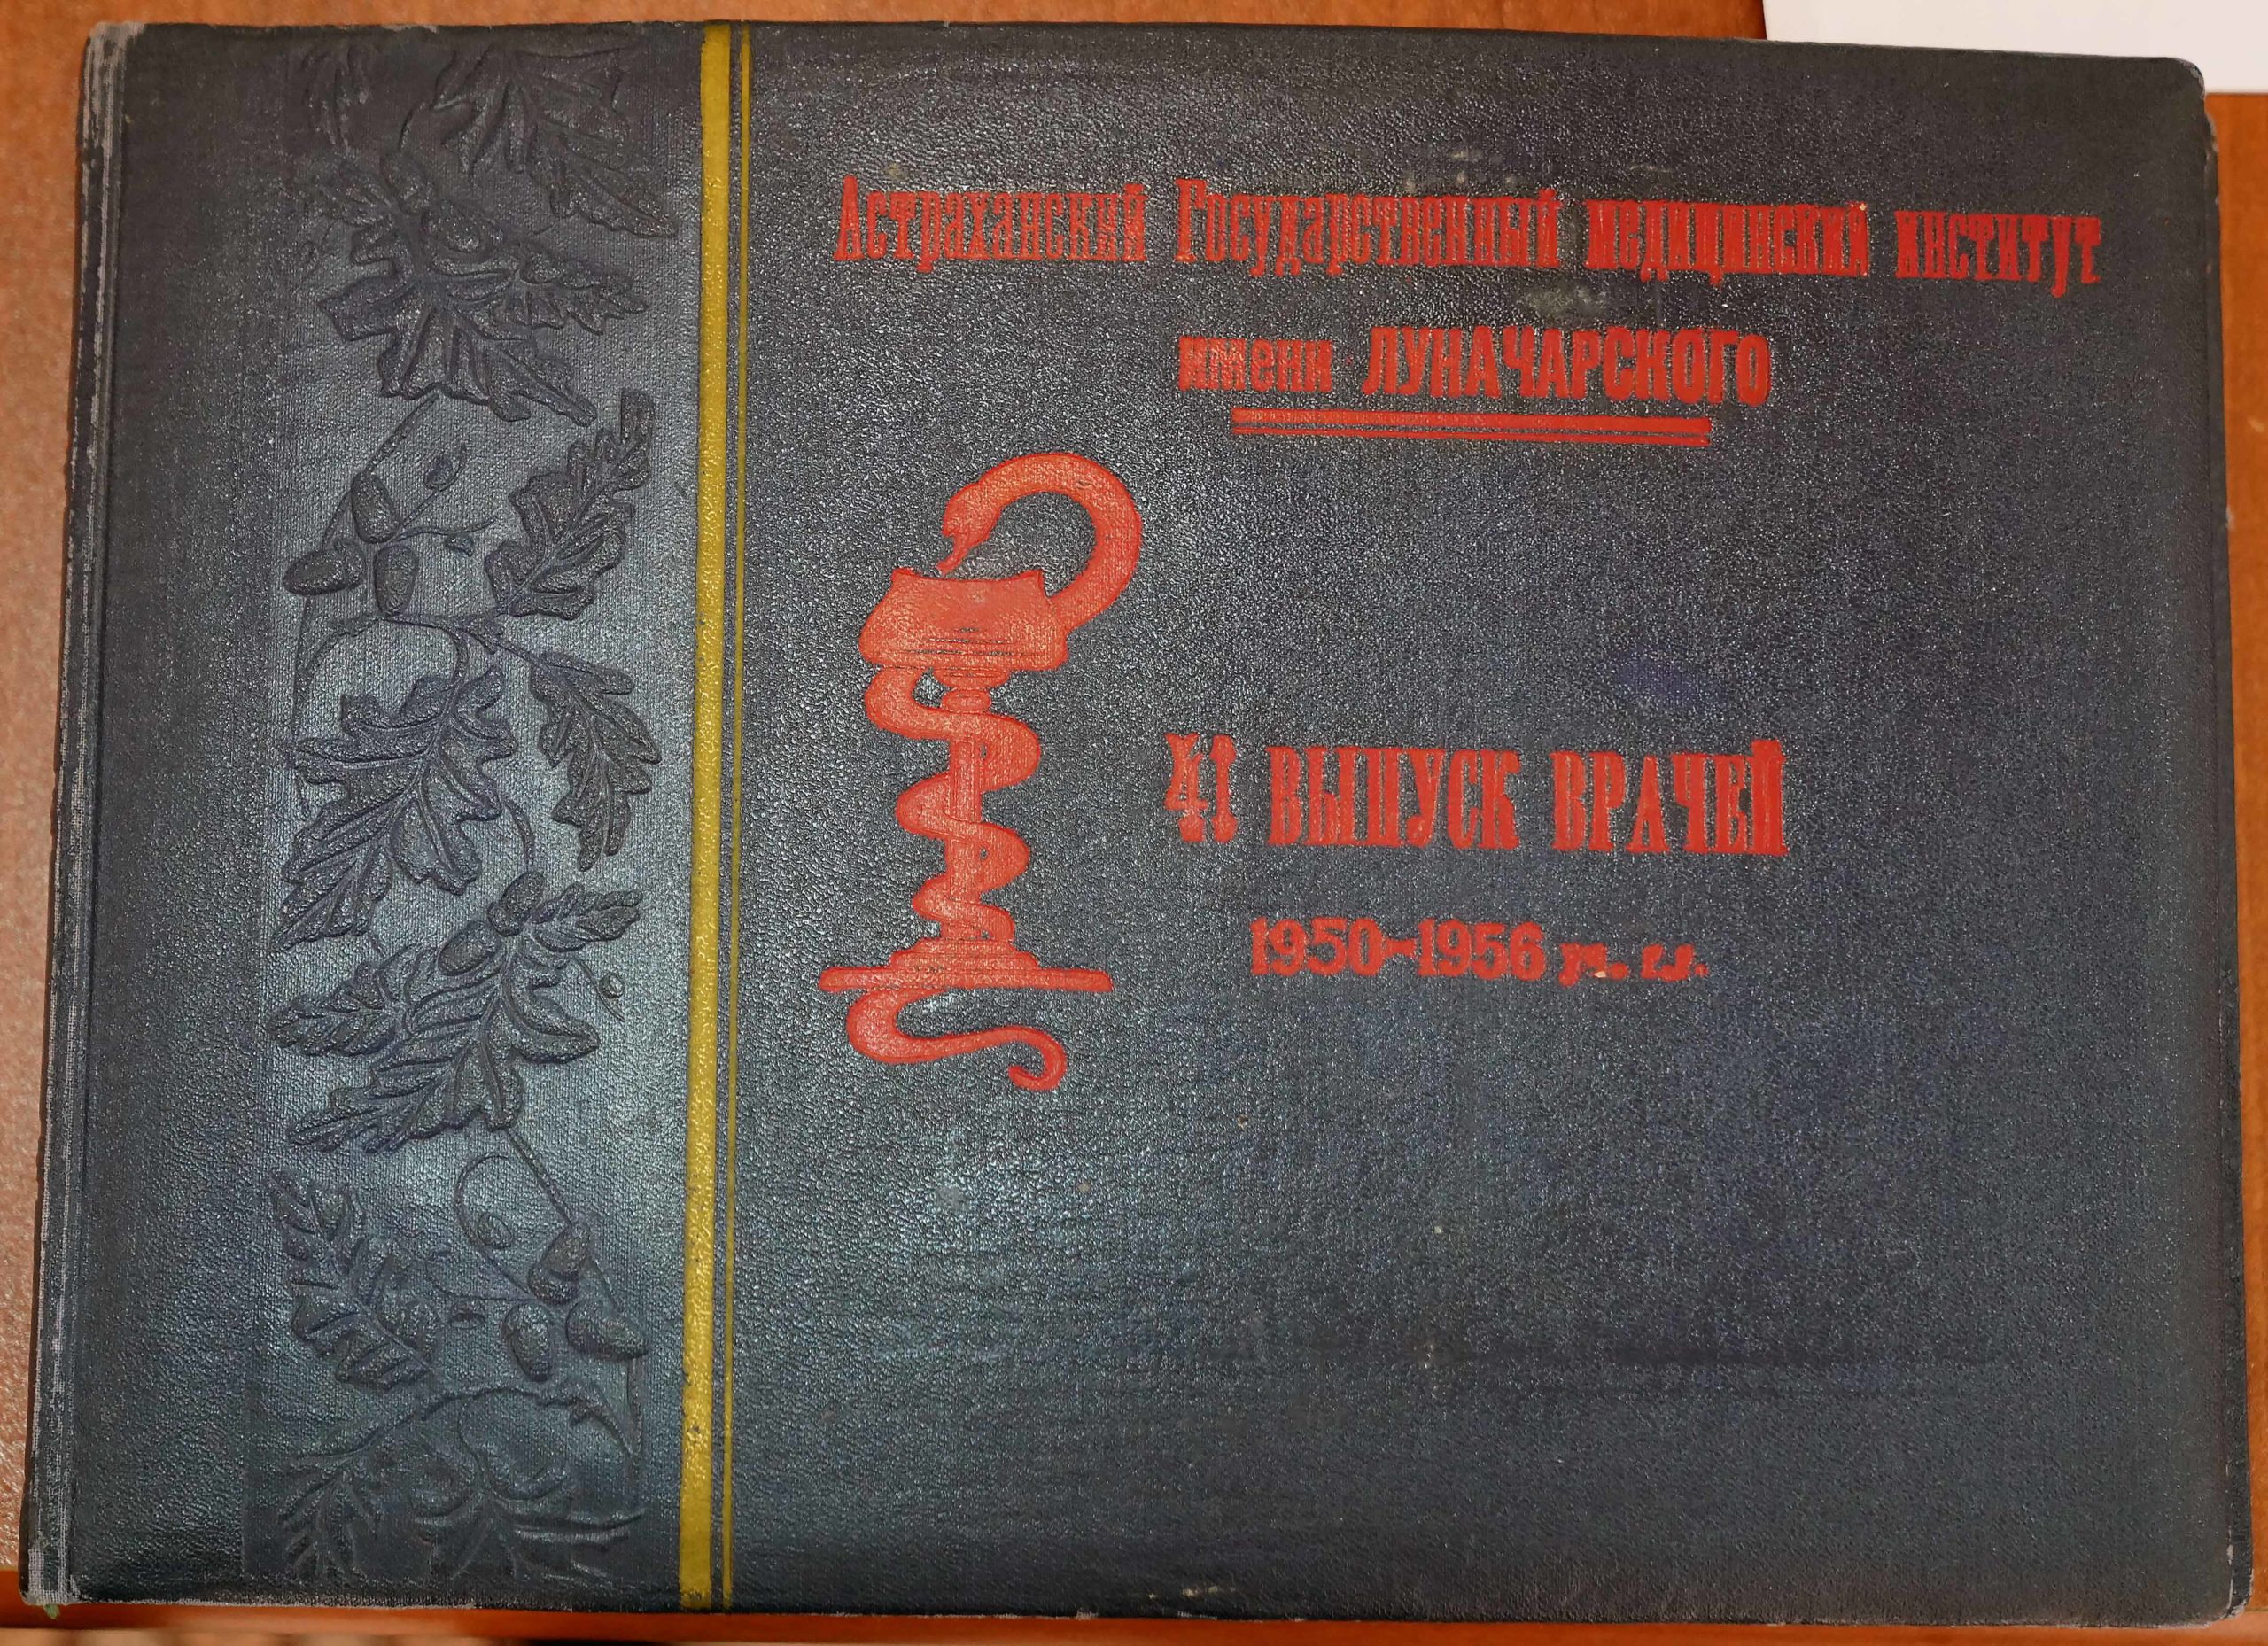 Астраханский Государственный медицинский институт
имени ЛУНАЧАРСКОГО
41 ВЫПУСК ВРАЧЕЙ
1950-1956 уч. г.г.